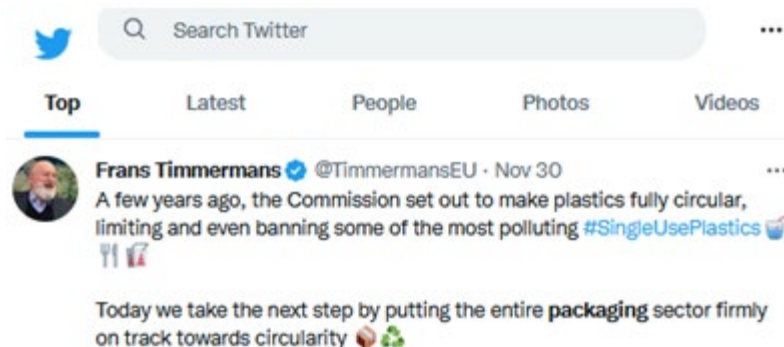 Search Twitter
Top Latest People Photos Videos
Frans Timmermans @TimmermansEU · Nov 30
A few years ago, the Commission set out to make plastics fully circular,
limiting and even banning some of the most polluting #SingleUsePlastics 🥤
🍴🧃
Today we take the next step by putting the entire packaging sector firmly
on track towards circularity 📦♻️